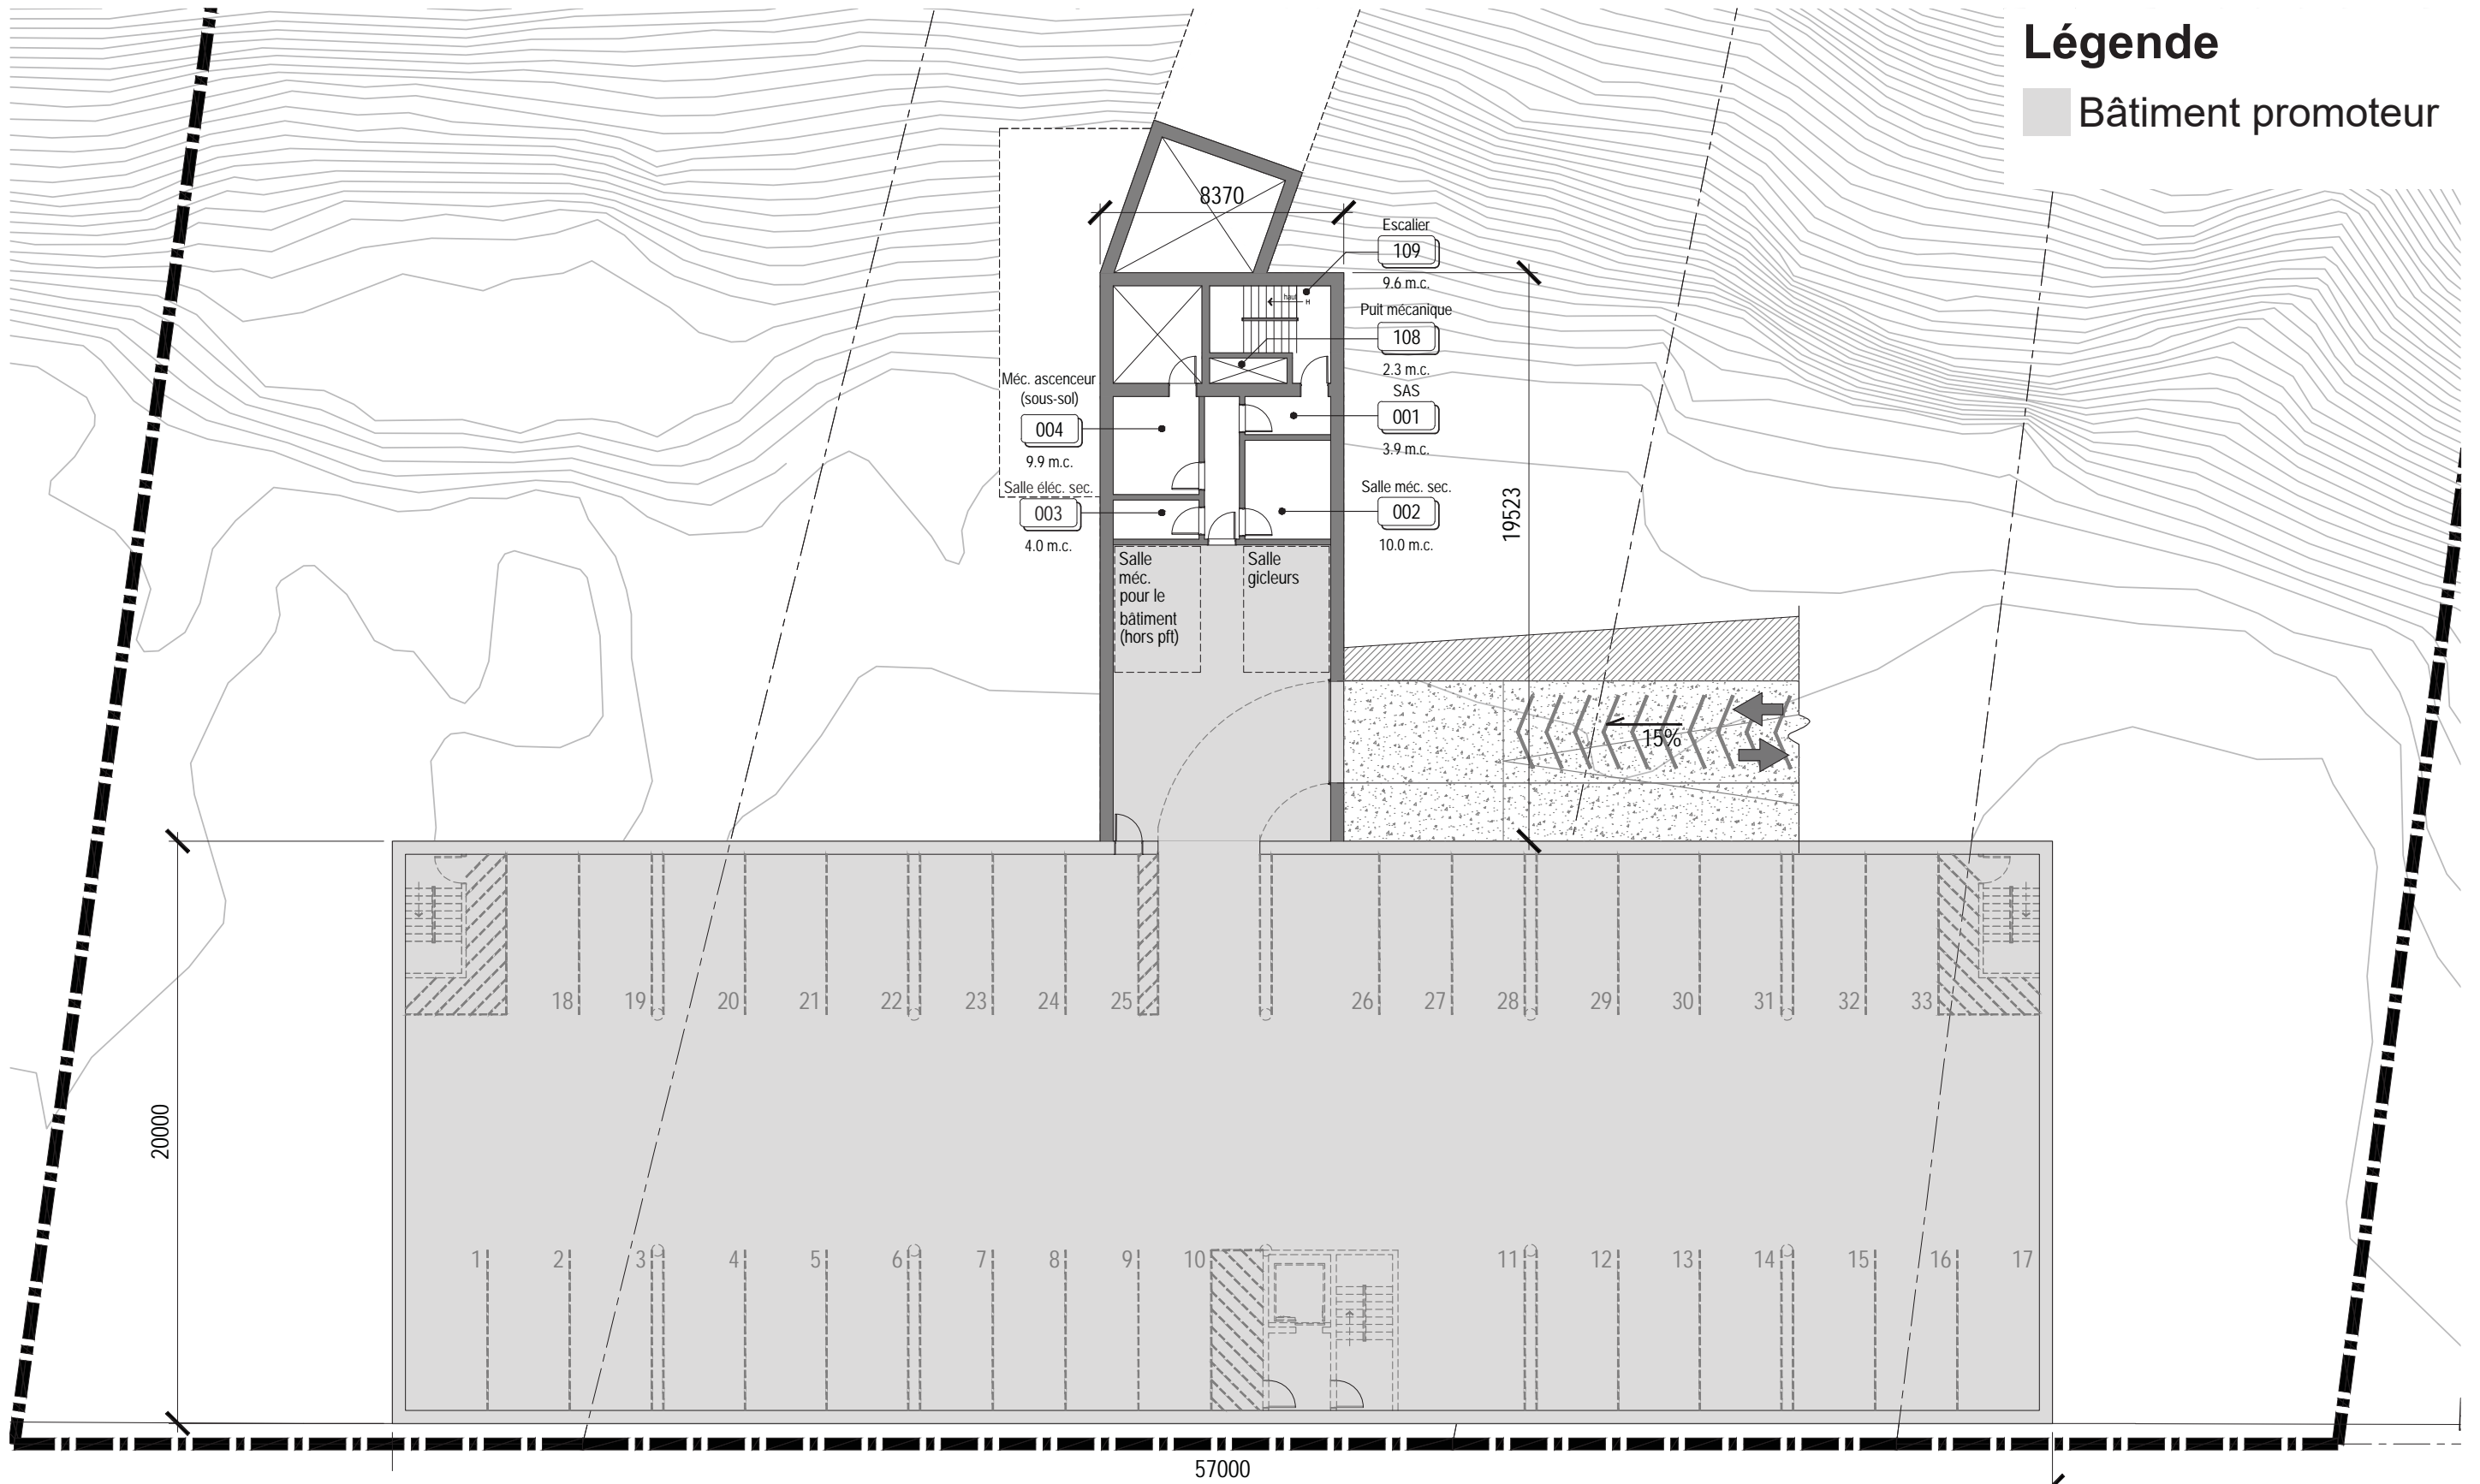 Légende
Bâtiment promoteur
8370
Escalier
109
9.6 m.c.
haut
H
Puit mécanique
108
2.3 m.c.
SAS
001
3.9 m.c.
Méc. ascenceur
(sous-sol)
004
9.9 m.c.
Salle éléc. sec.
003
4.0 m.c.
Salle méc. sec.
002
10.0 m.c.
19523
Salle
méc.
pour le
bâtiment
(hors pft)
Salle
gicleurs
15%
18 19 20 21 22 23 24 25 26 27 28 29 30 31 32 33
20000
1 2 3 4 5 6 7 8 9 10 11 12 13 14 15 16 17
57000